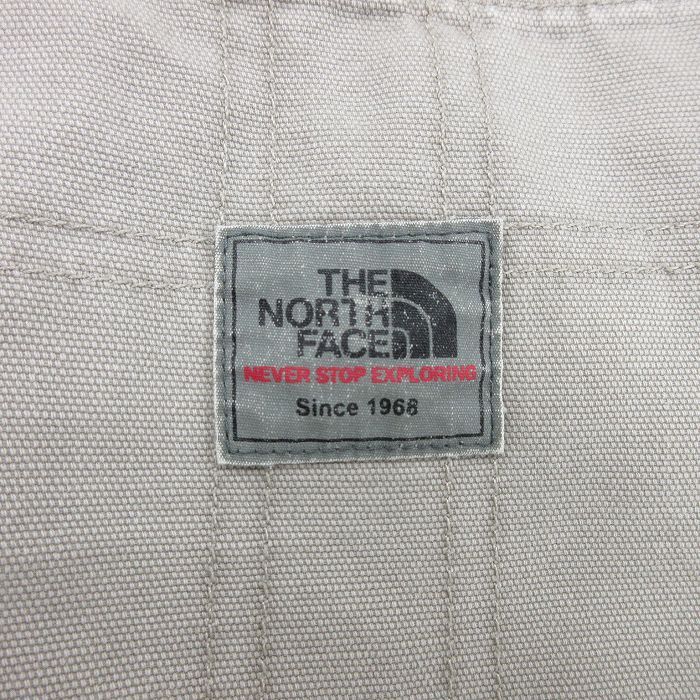 THE
NORTH
FACE
NEVER STOP EXPLORING
Since 1968